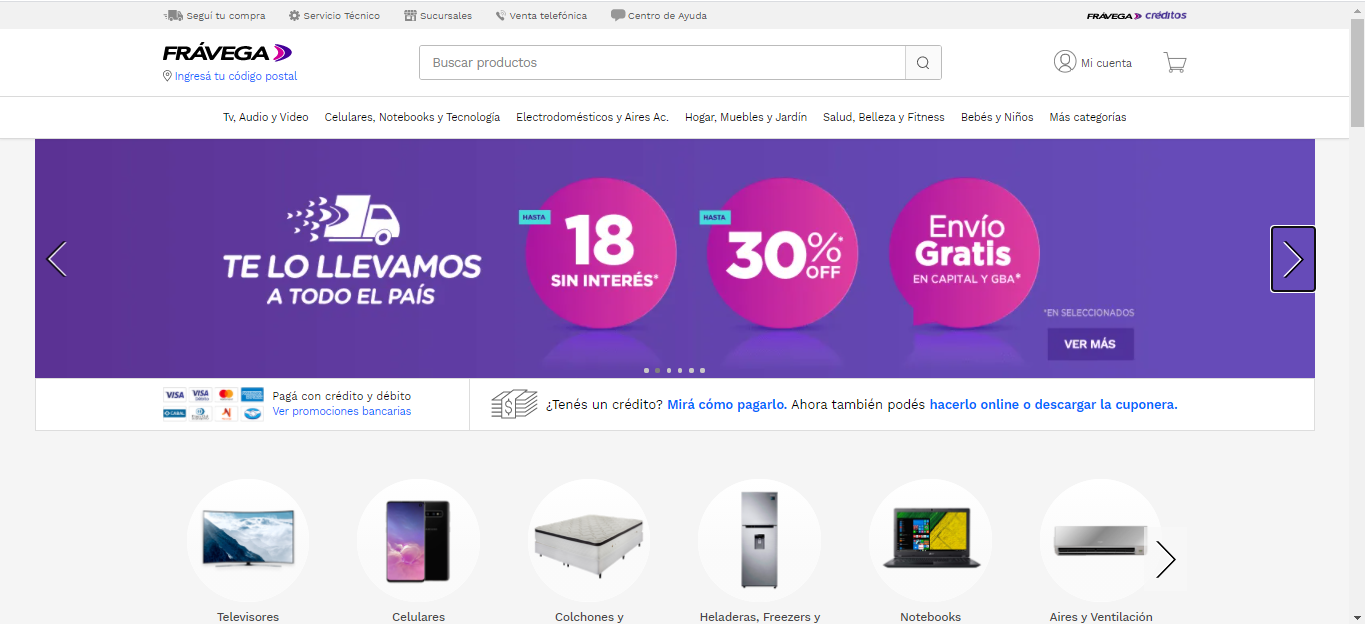 Seguí tu compra
Servicio Técnico
Sucursales
Venta telefónica
Centro de Ayuda
FRÁVEGA créditos
FRÁVEGA
Ingresá tu código postal
Buscar productos
Mi cuenta
Tv, Audio y Video
Celulares, Notebooks y Tecnología
Electrodomésticos y Aires Ac.
Hogar, Muebles y Jardín
Salud, Belleza y Fitness
Bebés y Niños
Más categorías
TE LO LLEVAMOS
A TODO EL PAÍS
HASTA
18
SIN INTERÉS*
HASTA
30%*
OFF
Envío
Gratis
EN CAPITAL Y GBA*
*EN SELECCIONADOS
VER MÁS
VISA
VISA
CABAL
Pagá con crédito y débito
Ver promociones bancarias
¿Tenés un crédito? Mirá cómo pagarlo. Ahora también podés hacerlo online o descargar la cuponera.
Televisores
Celulares
Colchones y
Heladeras, Freezers y
Notebooks
Aires y Ventilación